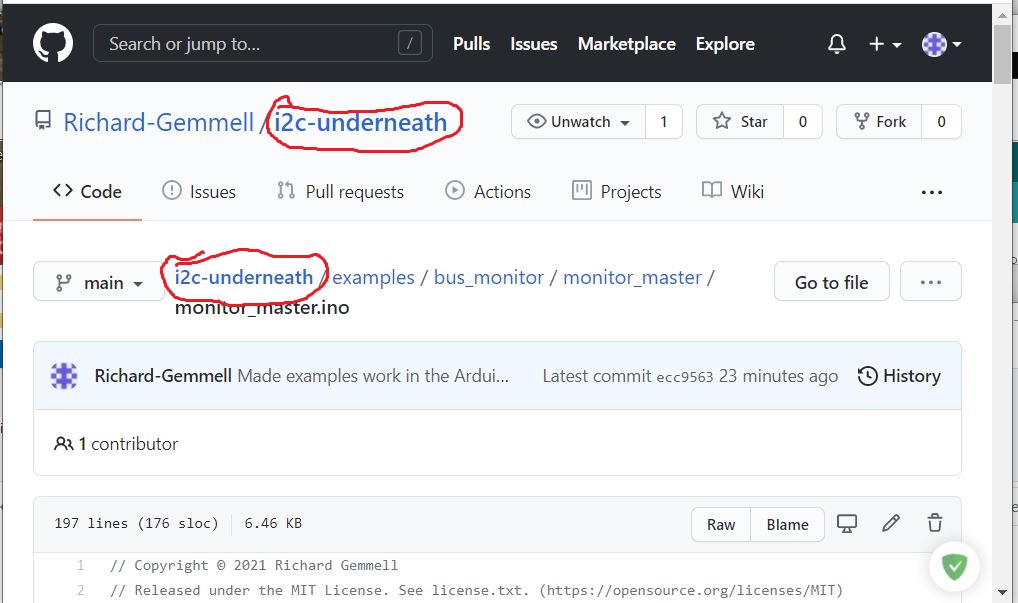 Search or jump to... / Pulls Issues Marketplace Explore
Richard-Gemmell / i2c-underneath Unwatch 1 Star 0 Fork 0
Code Issues Pull requests Actions Projects Wiki ...
main i2c-underneath / examples / bus_monitor / monitor_master / Go to file ...
monitor_master.ino
Richard-Gemmell Made examples work in the Ardui... Latest commit ecc9563 23 minutes ago History
1 contributor
197 lines (176 sloc) 6.46 KB Raw Blame
1 // Copyright © 2021 Richard Gemmell
2 // Released under the MIT License. See license.txt. (https://opensource.org/licenses/MIT)